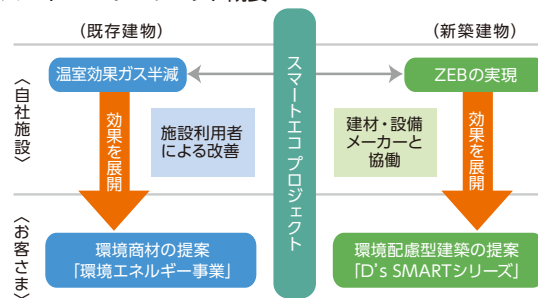 （既存建物）
（新築建物）
温室効果ガス半減
ZEBの実現
〈自社施設〉
効果を展開
施設利用者
による改善
スマートエコ プロジェクト
建材・設備
メーカーと
協働
効果を展開
〈お客さま〉
環境商材の提案
「環境エネルギー事業」
環境配慮型建築の提案
「D's SMARTシリーズ」